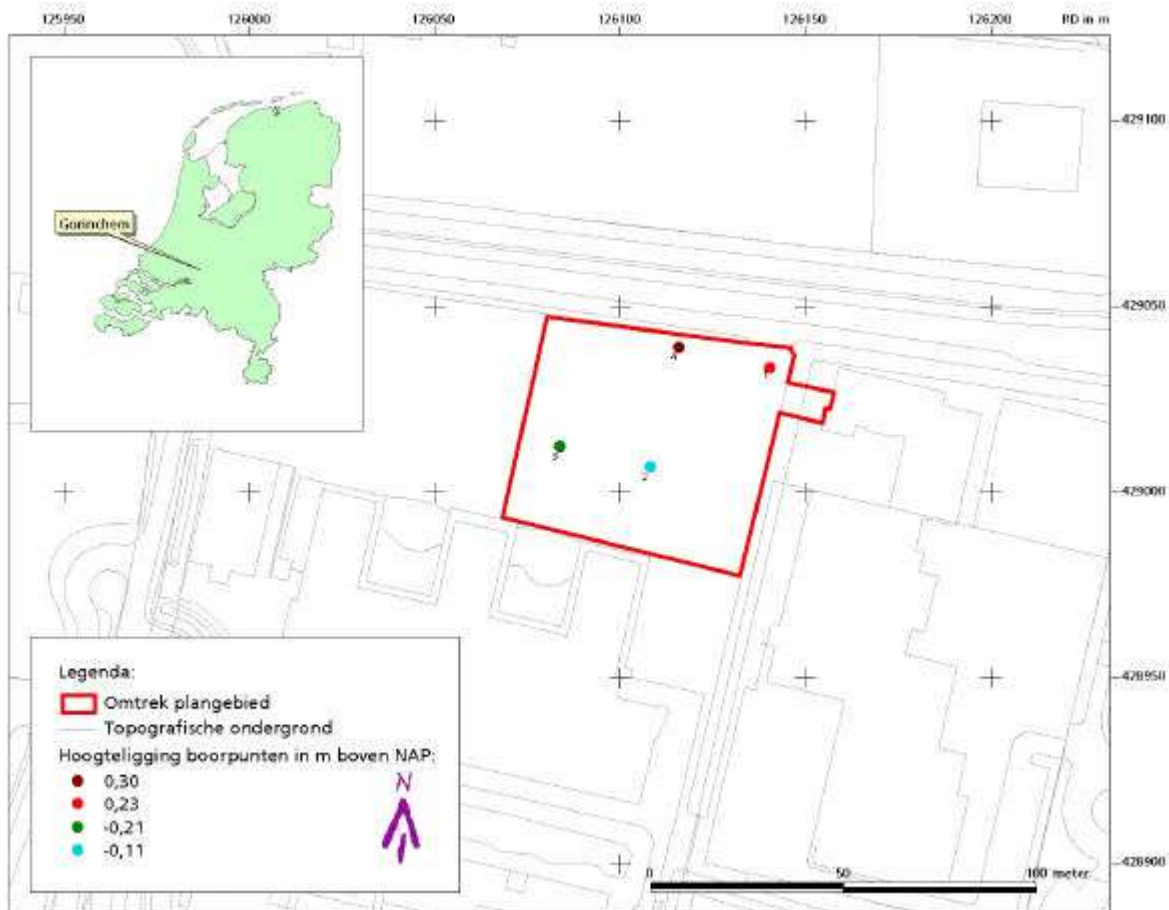 125950 126000 126050 126100 126150 126200 RD in m
429100
Gorinchem
429050
4
429000
428950
Legenda:
Omtrek plangebied
Topografische ondergrond
Hoogteligging boorpunten in m boven NAP:
N
0,30
0,23
-0,21
-0,11
428900
0 50 100 meter